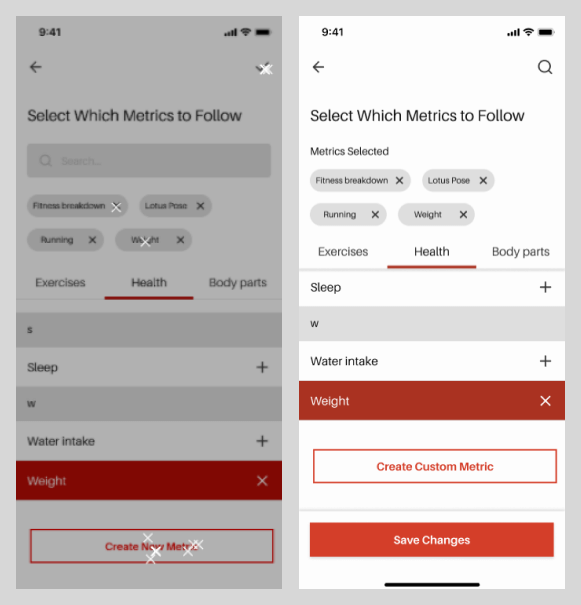 9:41
Select Which Metrics to Follow
Search...
Fitness breakdown
Lotus Pose
Running
Weight
Exercises Health Body parts
s
Sleep
w
Water intake
Weight
Create New Metric
9:41
Select Which Metrics to Follow
Metrics Selected
Fitness breakdown
Lotus Pose
Running
Weight
Exercises Health Body parts
Sleep
w
Water intake
Weight
Create Custom Metric
Save Changes